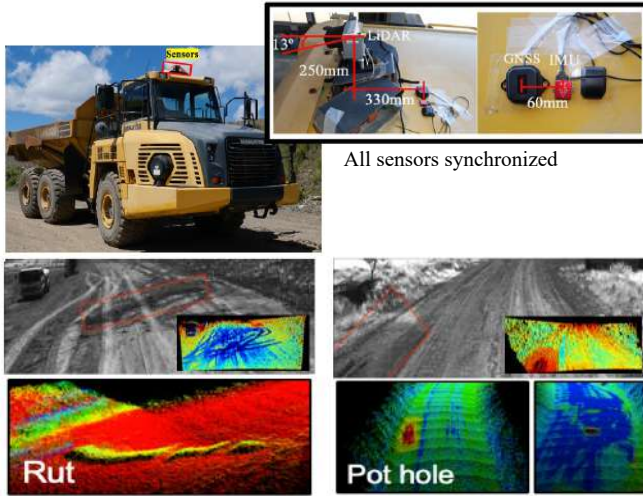 Sensors
13°
LiDAR
250mm
330mm
GNSS IMU
60mm
All sensors synchronized
Rut
Pot hole